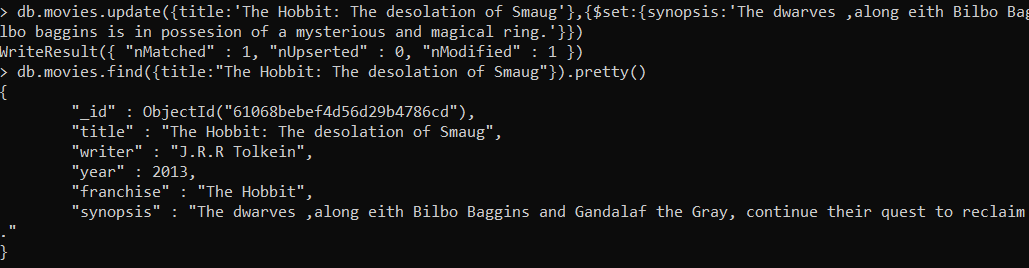 > db.movies.update({title:'The Hobbit: The desolation of Smaug'},{$set:{synopsis:'The dwarves ,along eith Bilbo Bag
lbo baggins is in possesion of a mysterious and magical ring.'}})
WriteResult({ "nMatched" : 1, "nUpserted" : 0, "nModified" : 1 })
> db.movies.find({title:"The Hobbit: The desolation of Smaug"}).pretty()
{
        "_id" : ObjectId("61068bebef4d56d29b4786cd"),
        "title" : "The Hobbit: The desolation of Smaug",
        "writer" : "J.R.R Tolkein",
        "year" : 2013,
        "franchise" : "The Hobbit",
        "synopsis" : "The dwarves ,along eith Bilbo Baggins and Gandalaf the Gray, continue their quest to reclaim
."
}